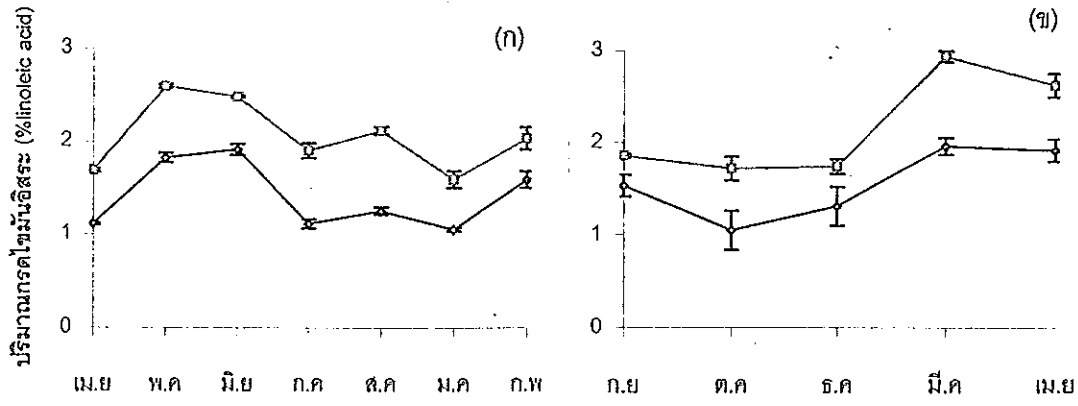 ปริมาณกรดไขมันอิสระ (%linoleic acid)
(ก)
3
2
1
0
เม.ย พ.ค มิ.ย ก.ค ส.ค ม.ค ก.พ
(ข)
3
2
1
0
ก.ย ต.ค ธ.ค มี.ค เม.ย